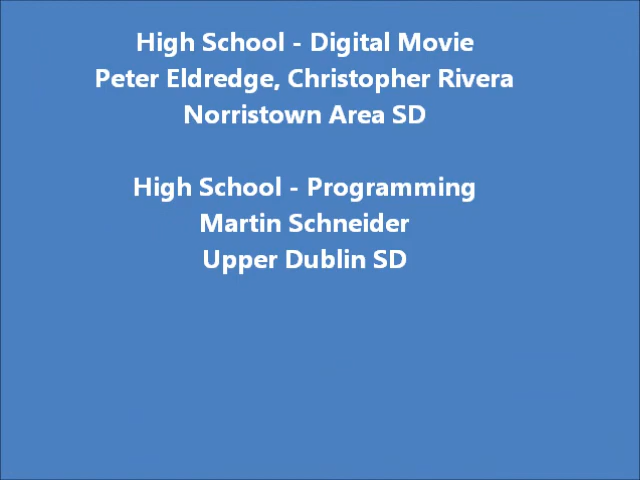 High School - Digital Movie
Peter Eldredge, Christopher Rivera
Norristown Area SD
High School - Programming
Martin Schneider
Upper Dublin SD